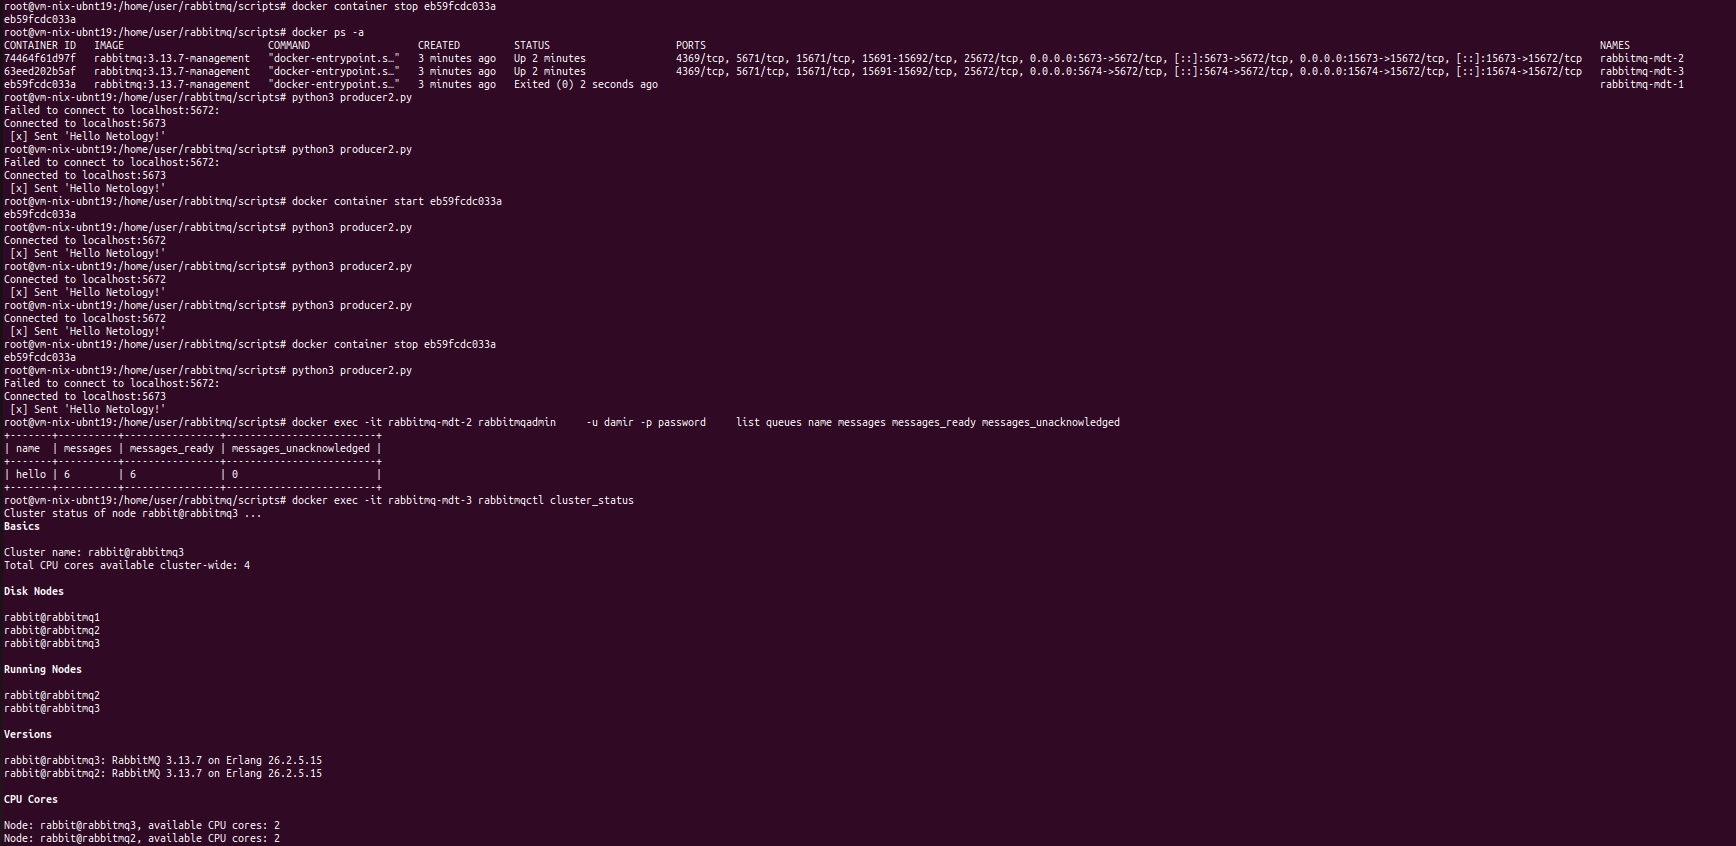 root@vm-nix-ubnt19:/home/user/rabbitmq/scripts# docker container stop eb59fcdc033a
eb59fcdc033a
root@vm-nix-ubnt19:/home/user/rabbitmq/scripts# docker ps -a
CONTAINER ID   IMAGE                        COMMAND                  CREATED         STATUS                     PORTS                                                                                                                                                     NAMES
74464f61d97f   rabbitmq:3.13.7-management   "docker-entrypoint.s…"   3 minutes ago   Up 2 minutes               4369/tcp, 5671/tcp, 15671/tcp, 15691-15692/tcp, 25672/tcp, 0.0.0.0:5673->5672/tcp, [::]:5673->5672/tcp, 0.0.0.0:15673->15672/tcp, [::]:15673->15672/tcp   rabbitmq-mdt-2
63eed202b5af   rabbitmq:3.13.7-management   "docker-entrypoint.s…"   3 minutes ago   Up 2 minutes               4369/tcp, 5671/tcp, 15671/tcp, 15691-15692/tcp, 25672/tcp, 0.0.0.0:5674->5672/tcp, [::]:5674->5672/tcp, 0.0.0.0:15674->15672/tcp, [::]:15674->15672/tcp   rabbitmq-mdt-3
eb59fcdc033a   rabbitmq:3.13.7-management   "docker-entrypoint.s…"   3 minutes ago   Exited (0) 2 seconds ago                                                                                                                                                             rabbitmq-mdt-1
root@vm-nix-ubnt19:/home/user/rabbitmq/scripts# python3 producer2.py
Failed to connect to localhost:5672:
Connected to localhost:5673
 [x] Sent 'Hello Netology!'
root@vm-nix-ubnt19:/home/user/rabbitmq/scripts# python3 producer2.py
Failed to connect to localhost:5672:
Connected to localhost:5673
 [x] Sent 'Hello Netology!'
root@vm-nix-ubnt19:/home/user/rabbitmq/scripts# docker container start eb59fcdc033a
eb59fcdc033a
root@vm-nix-ubnt19:/home/user/rabbitmq/scripts# python3 producer2.py
Connected to localhost:5672
 [x] Sent 'Hello Netology!'
root@vm-nix-ubnt19:/home/user/rabbitmq/scripts# python3 producer2.py
Connected to localhost:5672
 [x] Sent 'Hello Netology!'
root@vm-nix-ubnt19:/home/user/rabbitmq/scripts# python3 producer2.py
Connected to localhost:5672
 [x] Sent 'Hello Netology!'
root@vm-nix-ubnt19:/home/user/rabbitmq/scripts# docker container stop eb59fcdc033a
eb59fcdc033a
root@vm-nix-ubnt19:/home/user/rabbitmq/scripts# python3 producer2.py
Failed to connect to localhost:5672:
Connected to localhost:5673
 [x] Sent 'Hello Netology!'
root@vm-nix-ubnt19:/home/user/rabbitmq/scripts# docker exec -it rabbitmq-mdt-2 rabbitmqadmin     -u damir -p password     list queues name messages messages_ready messages_unacknowledged
+-------+----------+----------------+-------------------------+
| name  | messages | messages_ready | messages_unacknowledged |
+-------+----------+----------------+-------------------------+
| hello | 6        | 6              | 0                       |
+-------+----------+----------------+-------------------------+
root@vm-nix-ubnt19:/home/user/rabbitmq/scripts# docker exec -it rabbitmq-mdt-3 rabbitmqctl cluster_status
Cluster status of node rabbit@rabbitmq3 ...
Basics

Cluster name: rabbit@rabbitmq3
Total CPU cores available cluster-wide: 4

Disk Nodes

rabbit@rabbitmq1
rabbit@rabbitmq2
rabbit@rabbitmq3

Running Nodes

rabbit@rabbitmq2
rabbit@rabbitmq3

Versions

rabbit@rabbitmq3: RabbitMQ 3.13.7 on Erlang 26.2.5.15
rabbit@rabbitmq2: RabbitMQ 3.13.7 on Erlang 26.2.5.15

CPU Cores

Node: rabbit@rabbitmq3, available CPU cores: 2
Node: rabbit@rabbitmq2, available CPU cores: 2